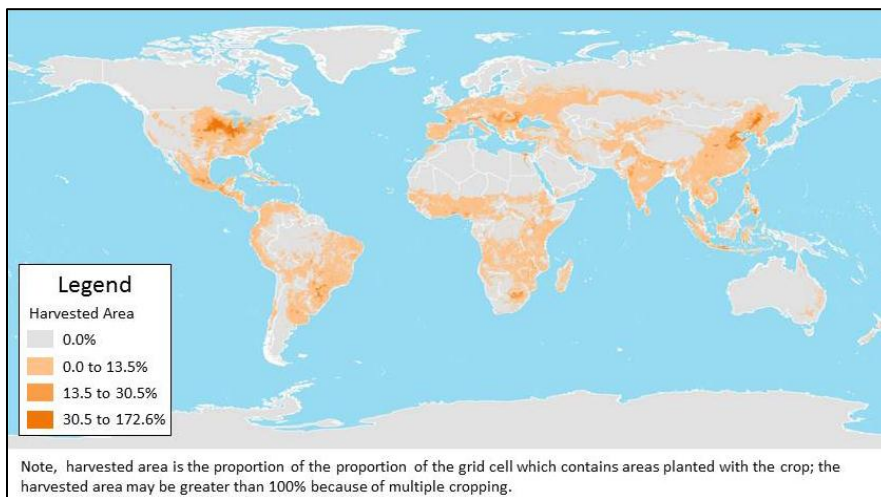 Legend
Harvested Area
0.0%
0.0 to 13.5%
13.5 to 30.5%
30.5 to 172.6%
Note, harvested area is the proportion of the proportion of the grid cell which contains areas planted with the crop; the
harvested area may be greater than 100% because of multiple cropping.